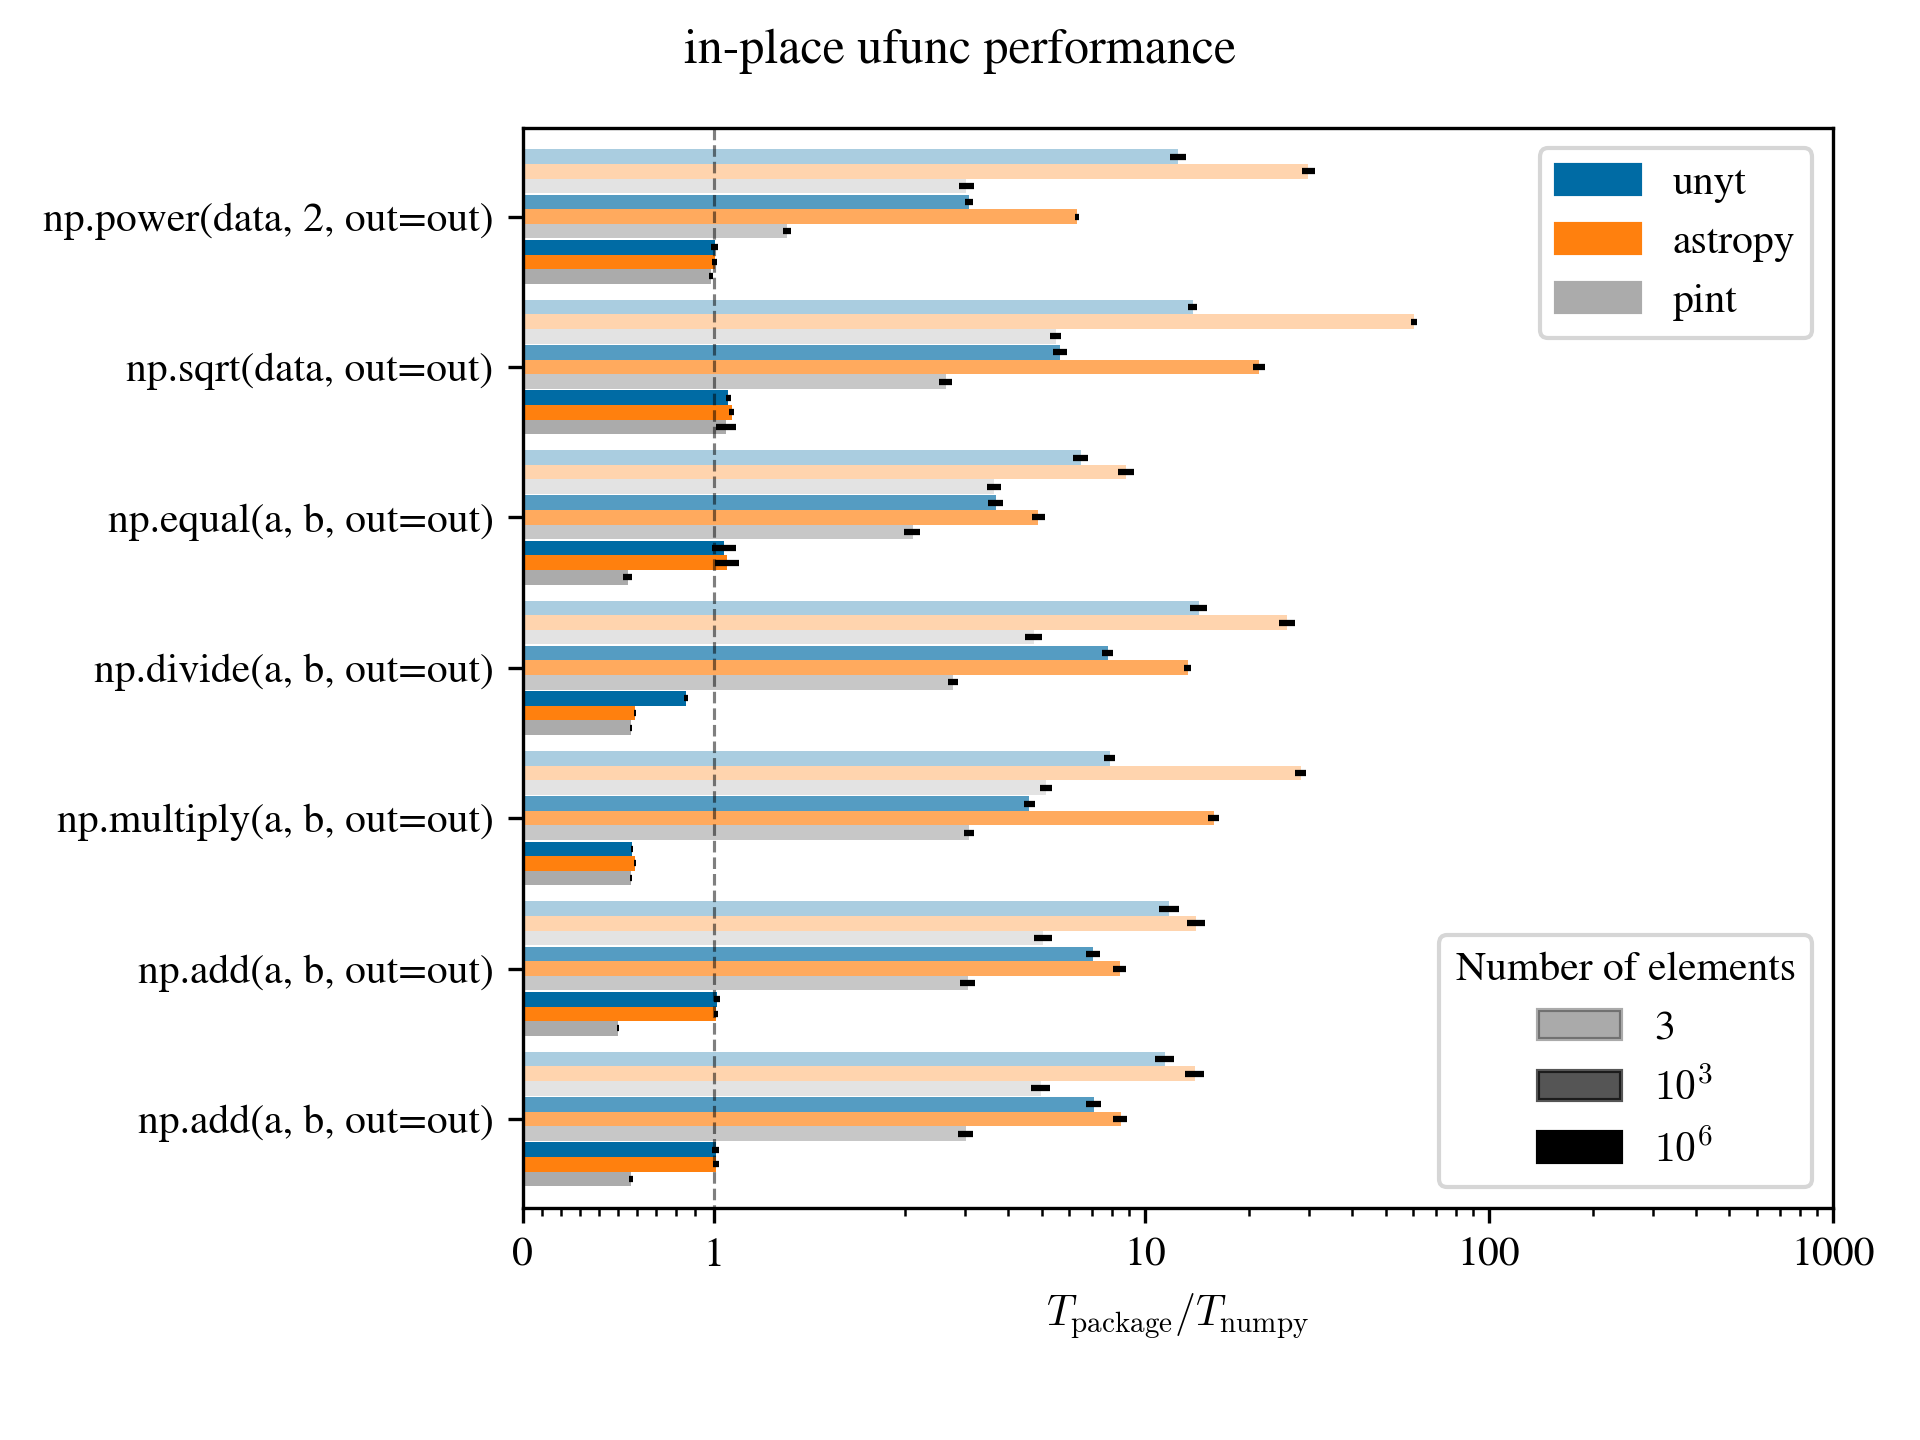 in-place ufunc performance
np.power(data, 2, out=out)
np.sqrt(data, out=out)
np.equal(a, b, out=out)
np.divide(a, b, out=out)
np.multiply(a, b, out=out)
np.add(a, b, out=out)
np.add(a, b, out=out)
unyt
astropy
pint
Number of elements
3
10^3
10^6
0 1 10 100 1000
T_package/T_numpy